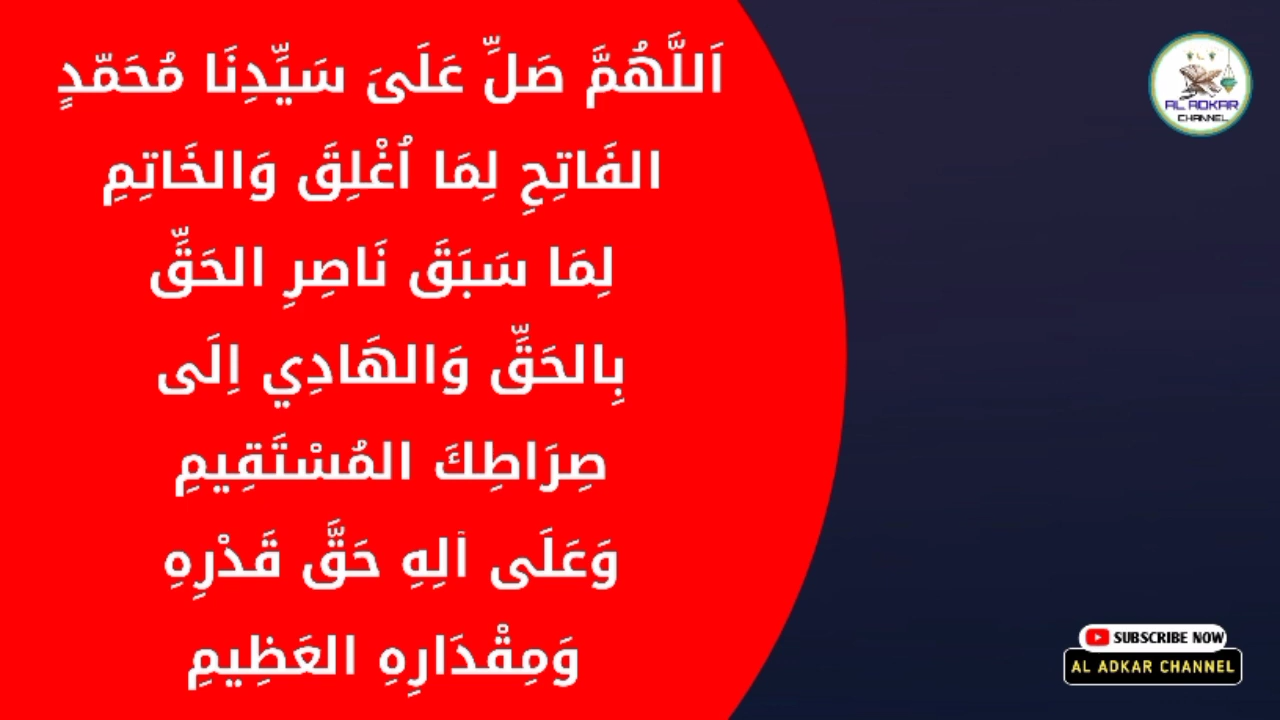 اَللَّهُمَّ صَلِّ عَلَىَ سَيِّدِنَا مُحَمّدٍ
الفَاتِحِ لِمَا اُغْلِقَ وَالخَاتِمِ
لِمَا سَبَقَ نَاصِرِ الحَقِّ
بِالحَقِّ وَالهَادِي اِلَى
صِرَاطِكَ المُسْتَقِيمِ
وَعَلَى اٰلِهِ حَقَّ قَدْرِهِ
وَمِقْدَارِهِ العَظِيمِ
AL ADKAR
CHANNEL
SUBSCRIBE NOW
AL ADKAR CHANNEL